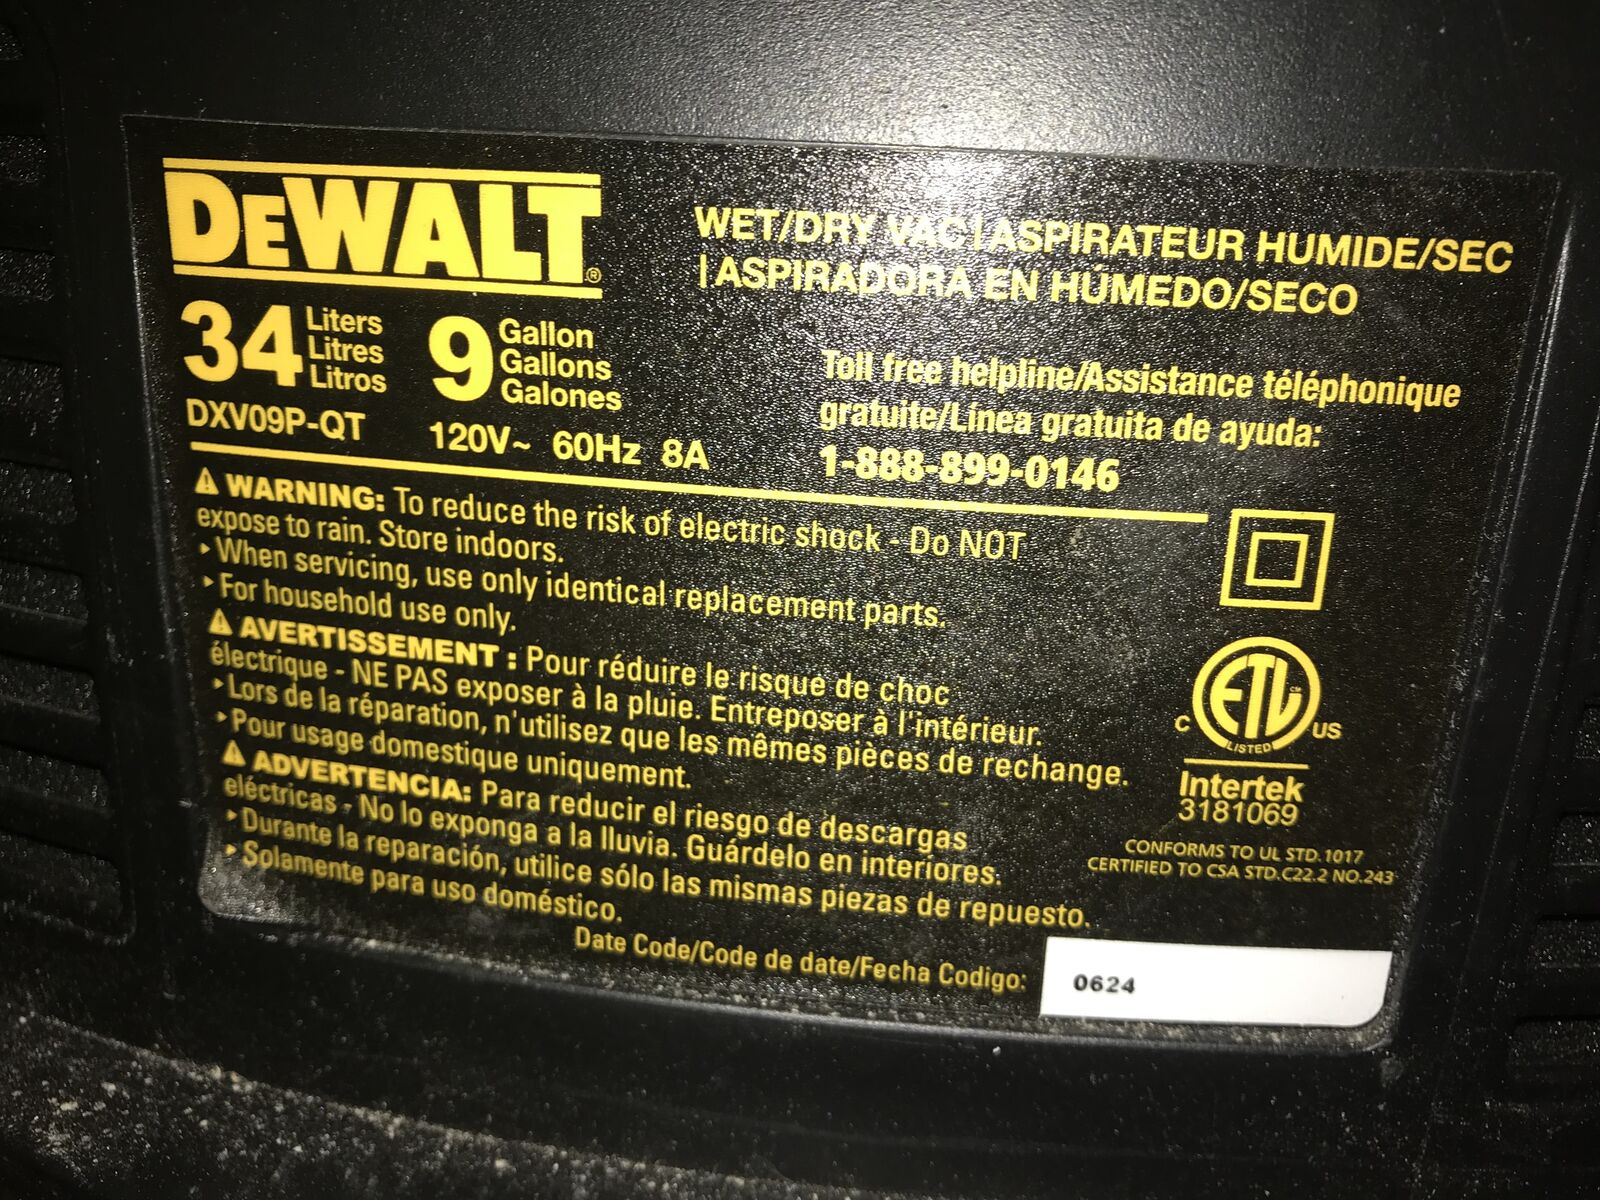 DEWALT®
WET/DRY VAC | ASPIRATEUR HUMIDE/SEC
| ASPIRADORA EN HÚMEDO/SECO
34 Liters
Litres
Litros
9 Gallon
Gallons
Galones
DXV09P-QT
120V~ 60Hz 8A
Toll free helpline/Assistance téléphonique
gratuite/Línea gratuita de ayuda:
1-888-899-0146
⚠ WARNING: To reduce the risk of electric shock - Do NOT
expose to rain. Store indoors.
▸ When servicing, use only identical replacement parts.
▸ For household use only.
⚠ AVERTISSEMENT : Pour réduire le risque de choc
électrique - NE PAS exposer à la pluie. Entreposer à l'intérieur.
▸ Lors de la réparation, n'utilisez que les mêmes pièces de rechange.
▸ Pour usage domestique uniquement.
⚠ ADVERTENCIA: Para reducir el riesgo de descargas
eléctricas - No lo exponga a la lluvia. Guárdelo en interiores.
▸ Durante la reparación, utilice sólo las mismas piezas de repuesto.
▸ Solamente para uso doméstico.
C ETL CM US
LISTED
Intertek
3181069
CONFORMS TO UL STD.1017
CERTIFIED TO CSA STD.C22.2 NO.243
Date Code/Code de date/Fecha Codigo:
0624